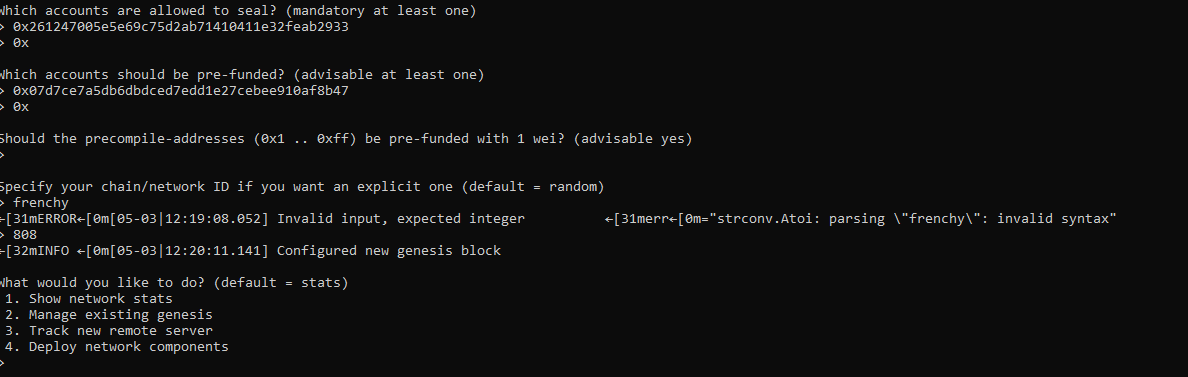 Which accounts are allowed to seal? (mandatory at least one)
> 0x261247005e5e69c75d2ab71410411e32feab2933
> 0x
Which accounts should be pre-funded? (advisable at least one)
> 0x07d7ce7a5db6dbdced7edd1e27cebee910af8b47
> 0x
Should the precompile-addresses (0x1 .. 0xff) be pre-funded with 1 wei? (advisable yes)
>
Specify your chain/network ID if you want an explicit one (default = random)
> frenchy
←[31mERROR←[0m[05-03|12:19:08.052] Invalid input, expected integer          ←[31merr←[0m="strconv.Atoi: parsing \"frenchy\": invalid syntax"
> 808
←[32mINFO ←[0m[05-03|12:20:11.141] Configured new genesis block
What would you like to do? (default = stats)
1. Show network stats
2. Manage existing genesis
3. Track new remote server
4. Deploy network components
>